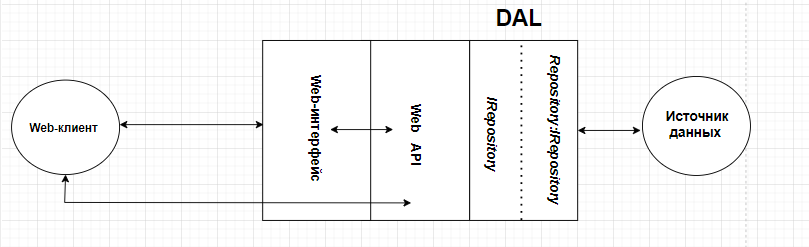 DAL
Web-клиент
Web-интерфейс
Web API
IRepository
Repository:IRepository
Источник
данных